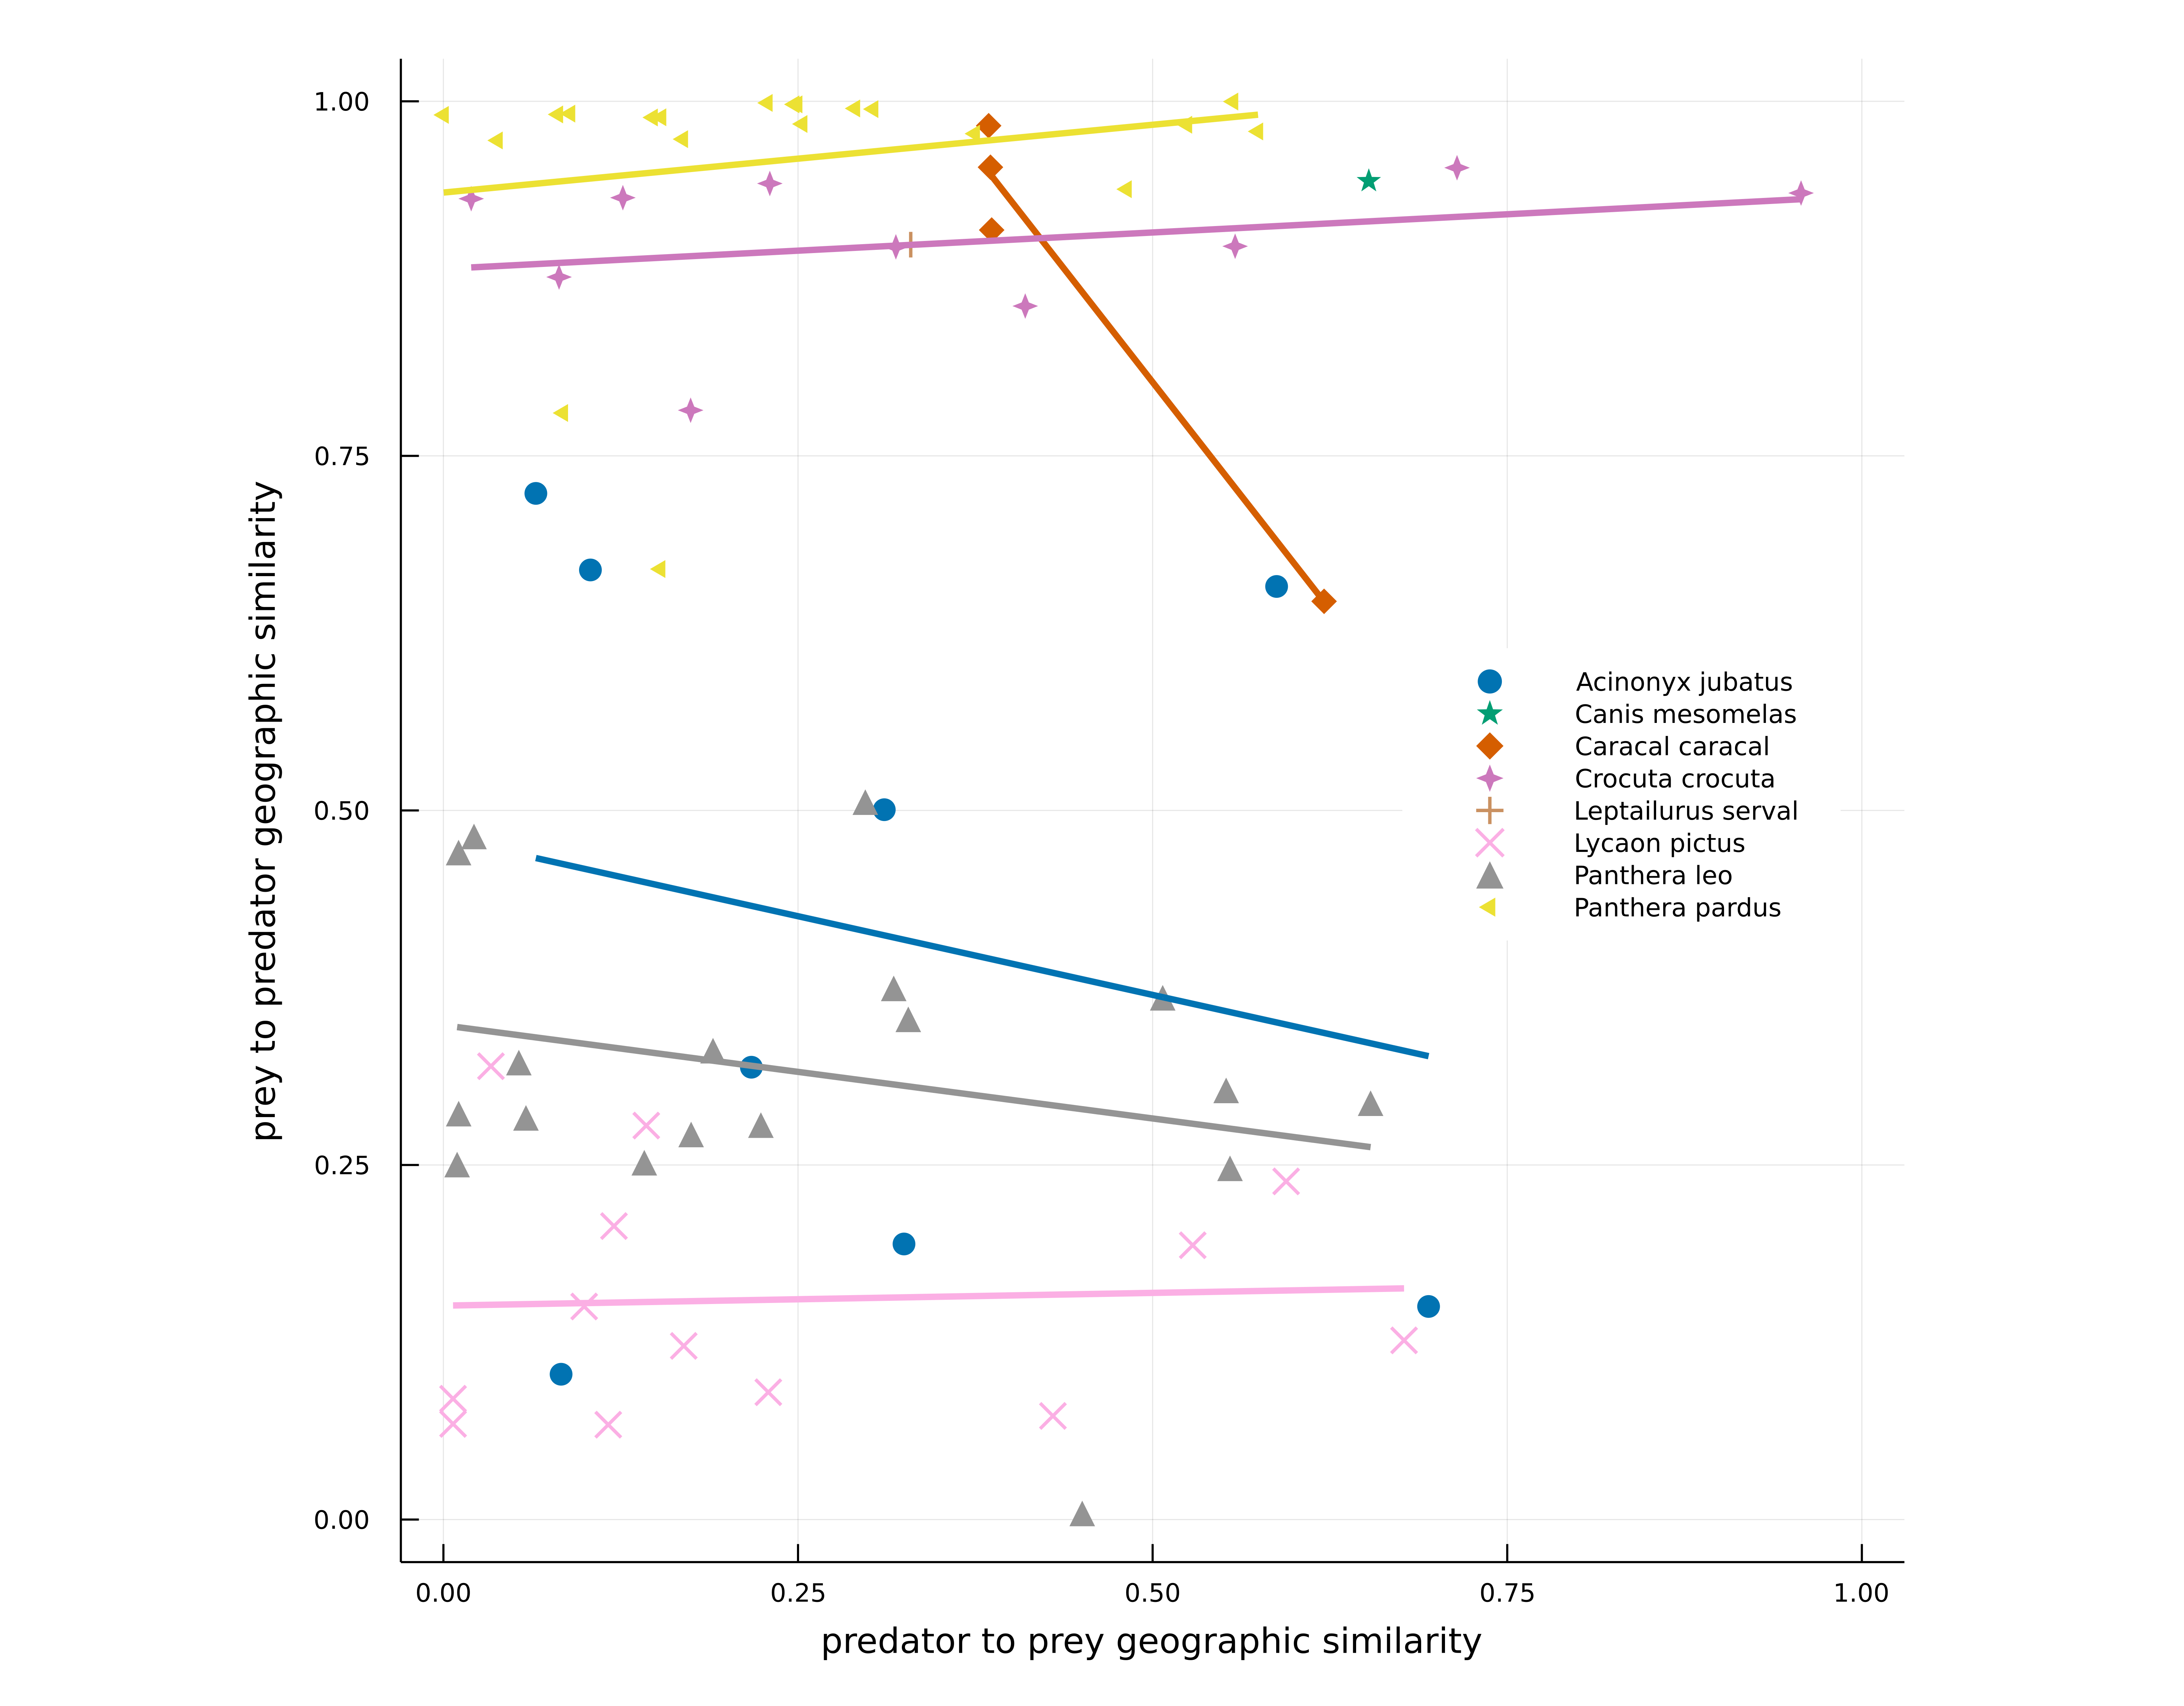 prey to predator geographic similarity
1.00
0.75
0.50
0.25
0.00
Acinonyx jubatus
Canis mesomelas
Caracal caracal
Crocuta crocuta
Leptailurus serval
Lycaon pictus
Panthera leo
Panthera pardus
0.00 0.25 0.50 0.75 1.00
predator to prey geographic similarity